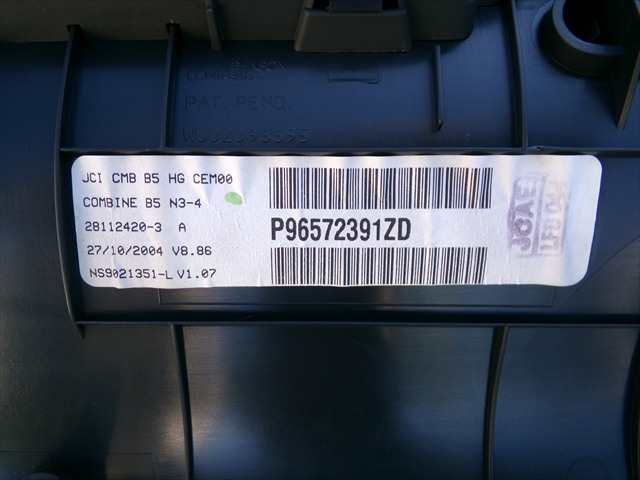 PAT. PEND.
JCI CMB B5 HG CEM00
COMBINE B5 N3-4
28112420-3 A
27/10/2004 V8.86
NS9021351-L V1.07
P96572391ZD
JCAE